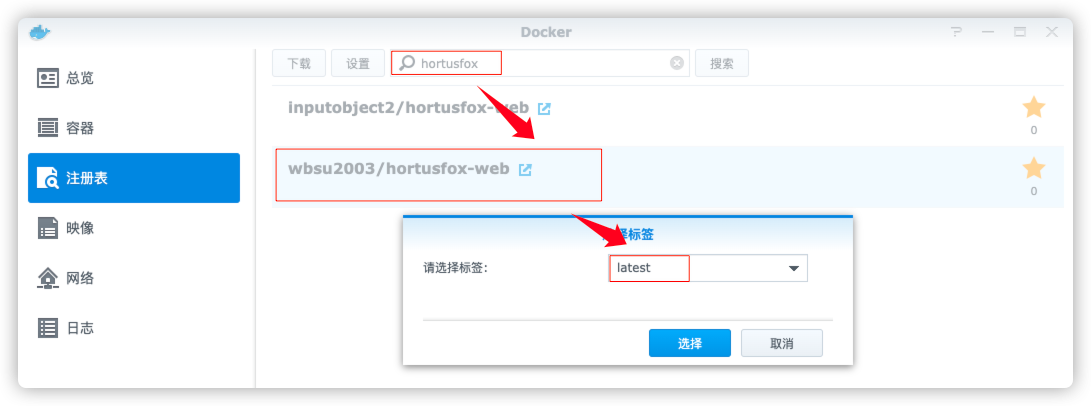 Docker
总览
容器
注册表
映像
网络
日志
下载 设置 hortusfox 搜索
inputobject2/hortusfox-web
0
wbsu2003/hortusfox-web
0
选择标签
请选择标签: latest
选择 取消